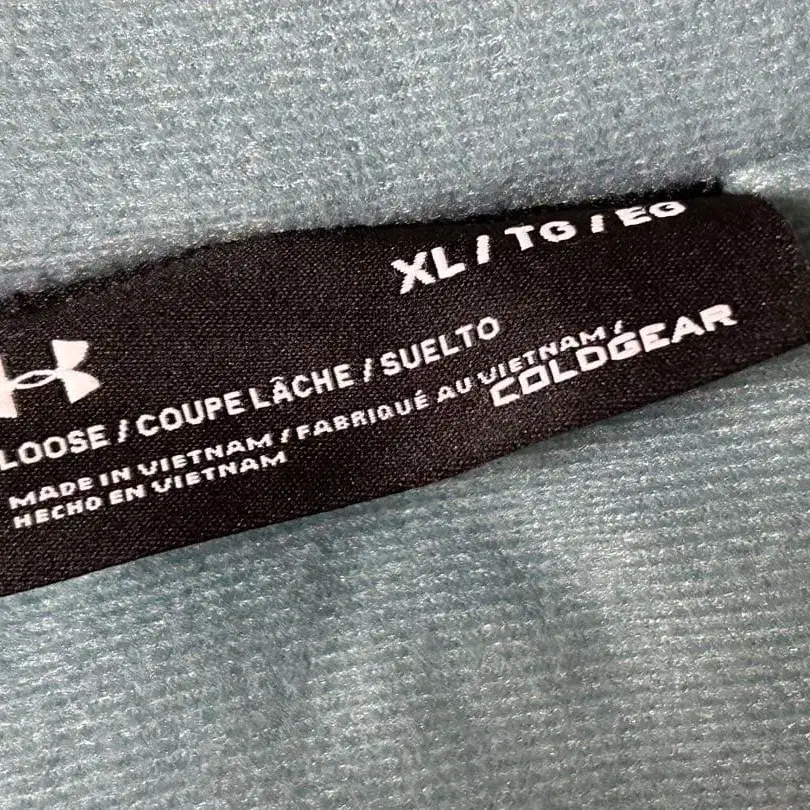 XL / TG / EG
LOOSE / COUPE LÂCHE / SUELTO
COLDGEAR
MADE IN VIETNAM / FABRIQUÉ AU VIETNAM /
HECHO EN VIETNAM